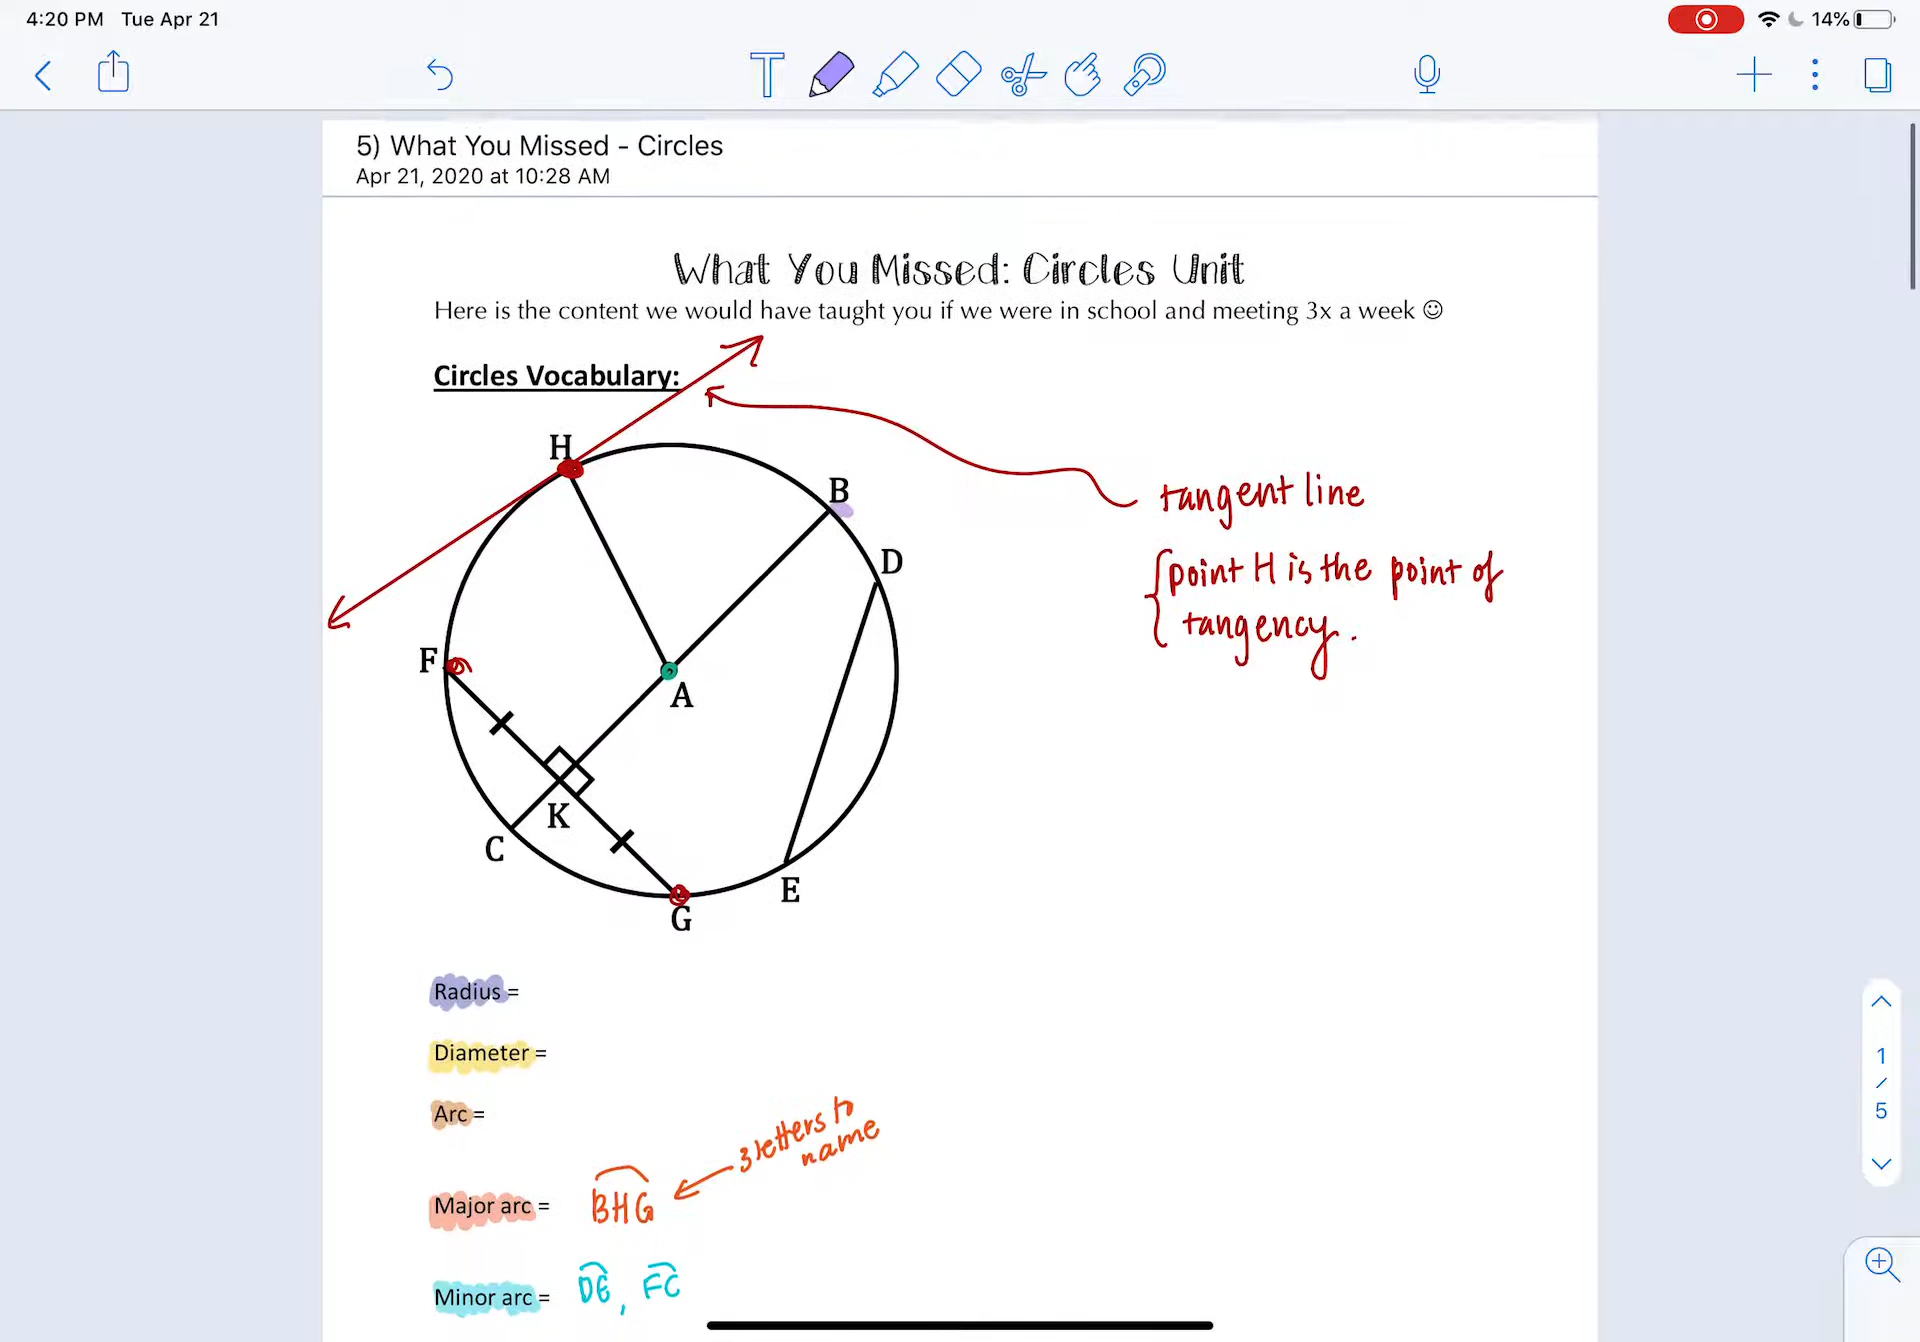 4:20 PM Tue Apr 21
14%
5) What You Missed - Circles
Apr 21, 2020 at 10:28 AM
What You Missed: Circles Unit
Here is the content we would have taught you if we were in school and meeting 3x a week ☺
Circles Vocabulary:
H
B
D
F
A
K
C
E
G
tangent line
point H is the point of
tangency.
Radius =
Diameter =
Arc =
3 letters to
name
Major arc = BHG
Minor arc = DE, FC
1
/
5